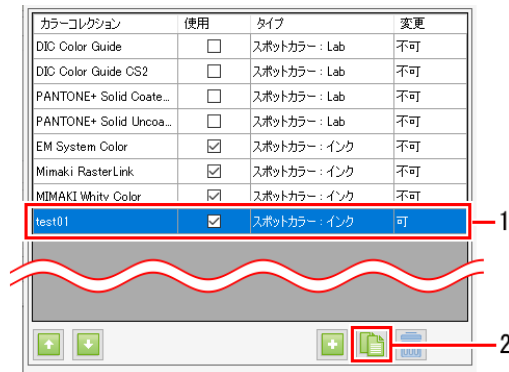 カラーコレクション 使用 タイプ 変更
DIC Color Guide スポットカラー：Lab 不可
DIC Color Guide CS2 スポットカラー：Lab 不可
PANTONE+ Solid Coate... スポットカラー：Lab 不可
PANTONE+ Solid Uncoa... スポットカラー：Lab 不可
EM System Color スポットカラー：インク 不可
Mimaki RasterLink スポットカラー：インク 不可
MIMAKI Whity Color スポットカラー：インク 不可
test01 スポットカラー：インク 可 1
2